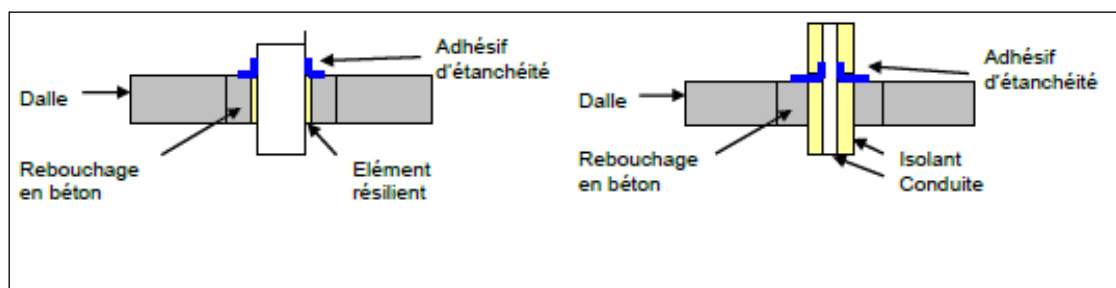 Adhésif
d'étanchéité
Dalle
Rebouchage
en béton
Elément
résilient
Adhésif
d'étanchéité
Dalle
Rebouchage
en béton
Isolant
Conduite